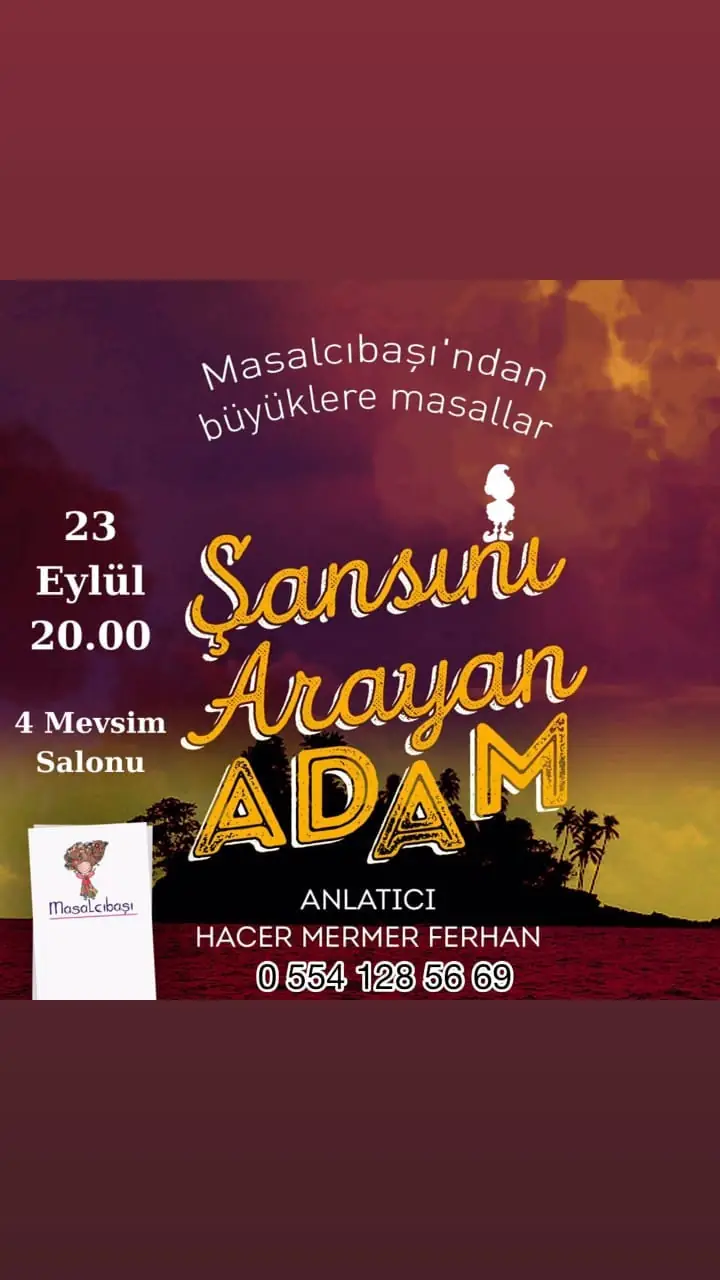 Masalcıbaşı'ndan
büyüklere masallar
23
Eylül
20.00
4 Mevsim
Salonu
Şansını
Arayan
ADAM
Masalcıbaşı
ANLATICI
HACER MERMER FERHAN
0 554 128 56 69